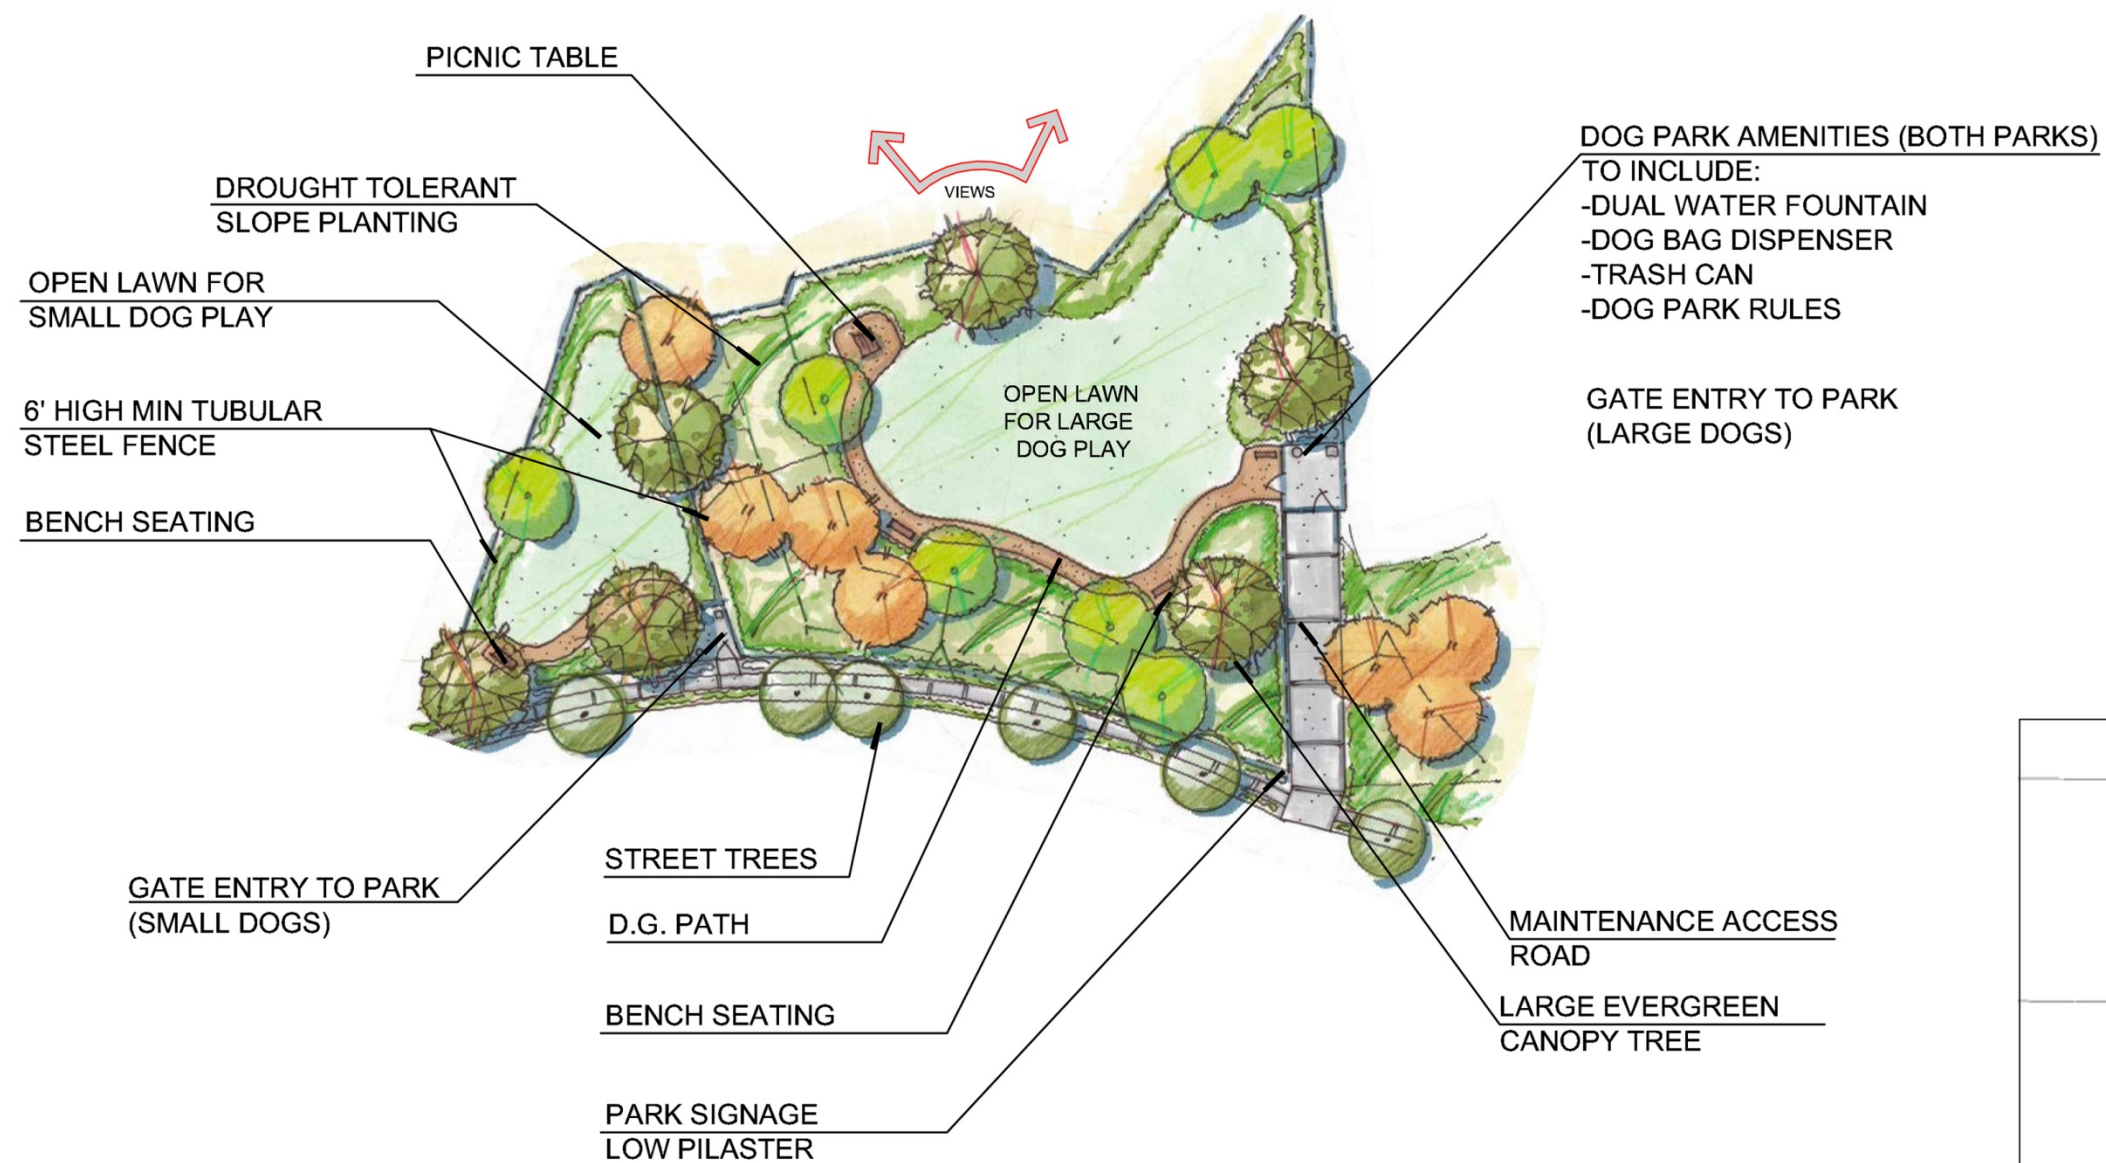 PICNIC TABLE
DROUGHT TOLERANT
SLOPE PLANTING
OPEN LAWN FOR
SMALL DOG PLAY
6' HIGH MIN TUBULAR
STEEL FENCE
BENCH SEATING
GATE ENTRY TO PARK
(SMALL DOGS)
VIEWS
OPEN LAWN
FOR LARGE
DOG PLAY
STREET TREES
D.G. PATH
BENCH SEATING
PARK SIGNAGE
LOW PILASTER
DOG PARK AMENITIES (BOTH PARKS)
TO INCLUDE:
-DUAL WATER FOUNTAIN
-DOG BAG DISPENSER
-TRASH CAN
-DOG PARK RULES
GATE ENTRY TO PARK
(LARGE DOGS)
MAINTENANCE ACCESS
ROAD
LARGE EVERGREEN
CANOPY TREE